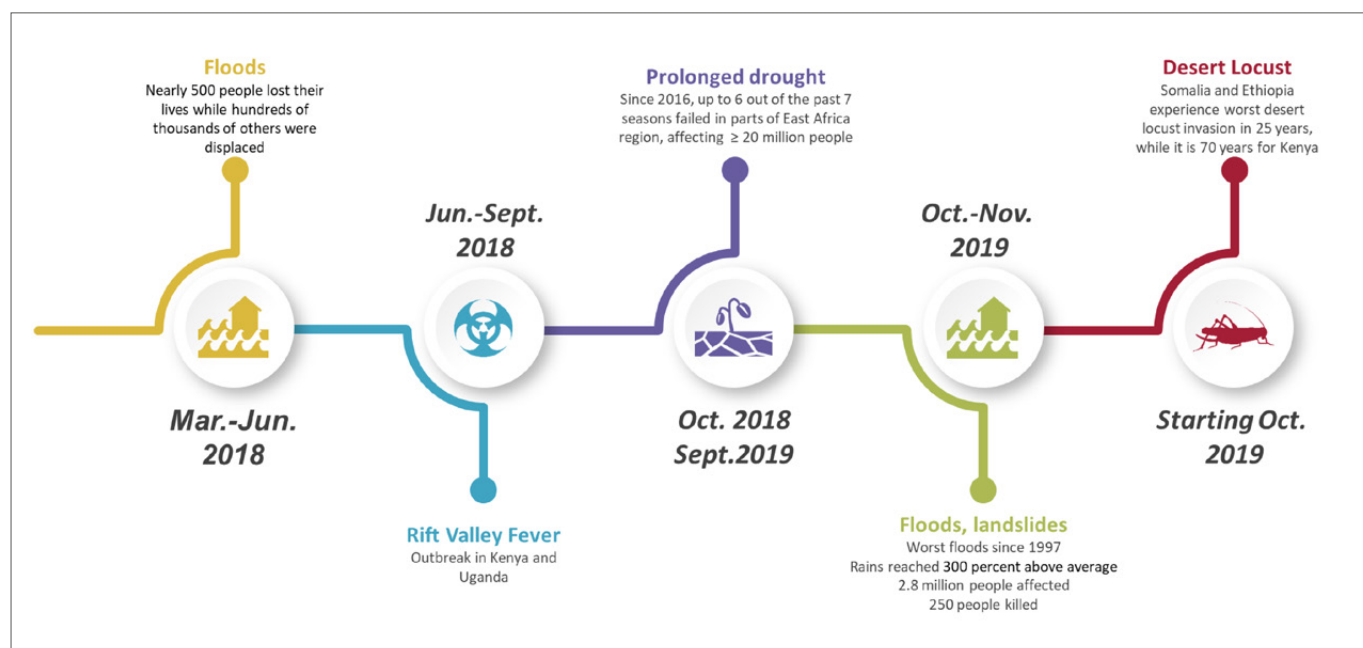 Floods
Nearly 500 people lost their
lives while hundreds of
thousands of others were
displaced
Mar.-Jun.
2018
Jun.-Sept.
2018
Rift Valley Fever
Outbreak in Kenya and
Uganda
Prolonged drought
Since 2016, up to 6 out of the past 7
seasons failed in parts of East Africa
region, affecting ≥ 20 million people
Oct. 2018
Sept.2019
Oct.-Nov.
2019
Floods, landslides
Worst floods since 1997
Rains reached 300 percent above average
2.8 million people affected
250 people killed
Desert Locust
Somalia and Ethiopia
experience worst desert
locust invasion in 25 years,
while it is 70 years for Kenya
Starting Oct.
2019